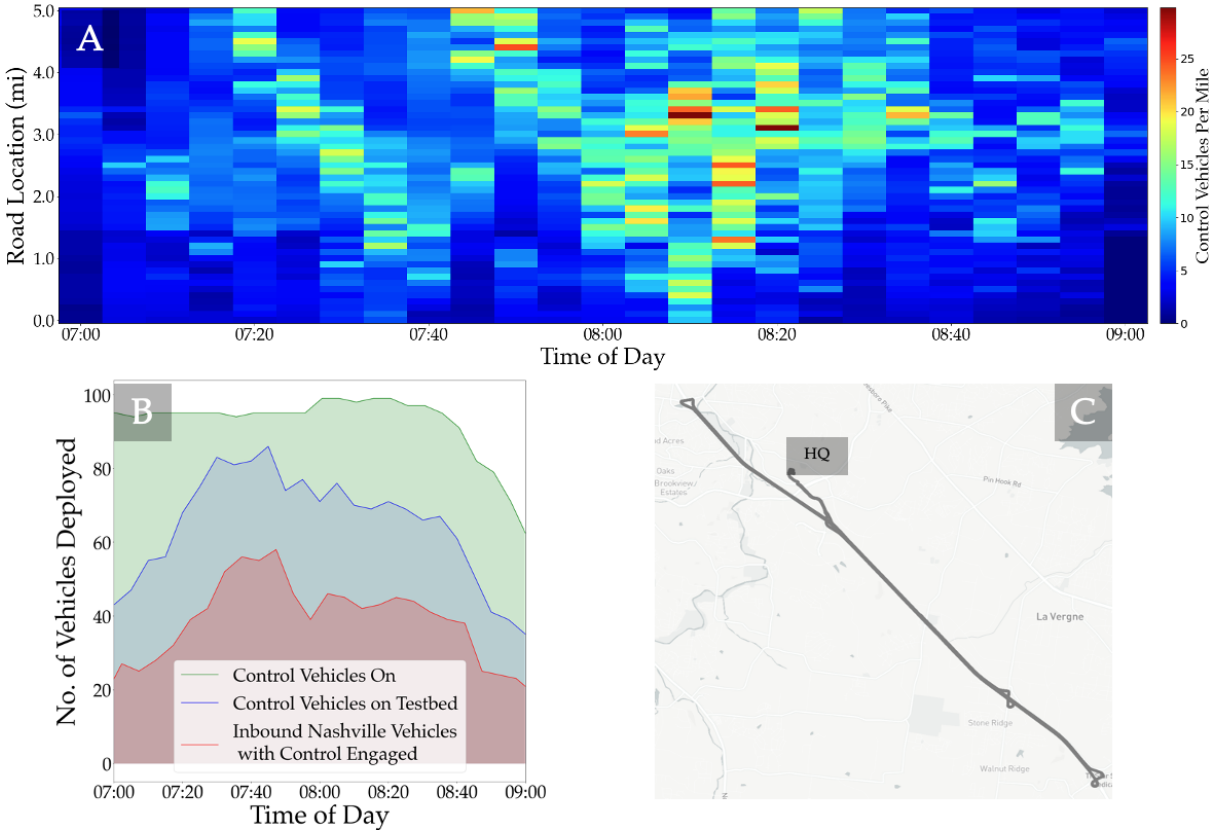 A
5.0
4.0
3.0
2.0
1.0
0.0
Road Location (mi)
07:00
07:20
07:40
08:00
08:20
08:40
09:00
Time of Day
25
20
15
10
5
0
Control Vehicles Per Mile
B
100
80
60
40
20
0
No. of Vehicles Deployed
Control Vehicles On
Control Vehicles on Testbed
Inbound Nashville Vehicles
with Control Engaged
07:00
07:20
07:40
08:00
08:20
08:40
09:00
Time of Day
C
HQ
Acres
Oaks
Brookview/
Estates
Pike
Pin Hook Rd
La Vergne
Stone Ridge
Walnut Ridge